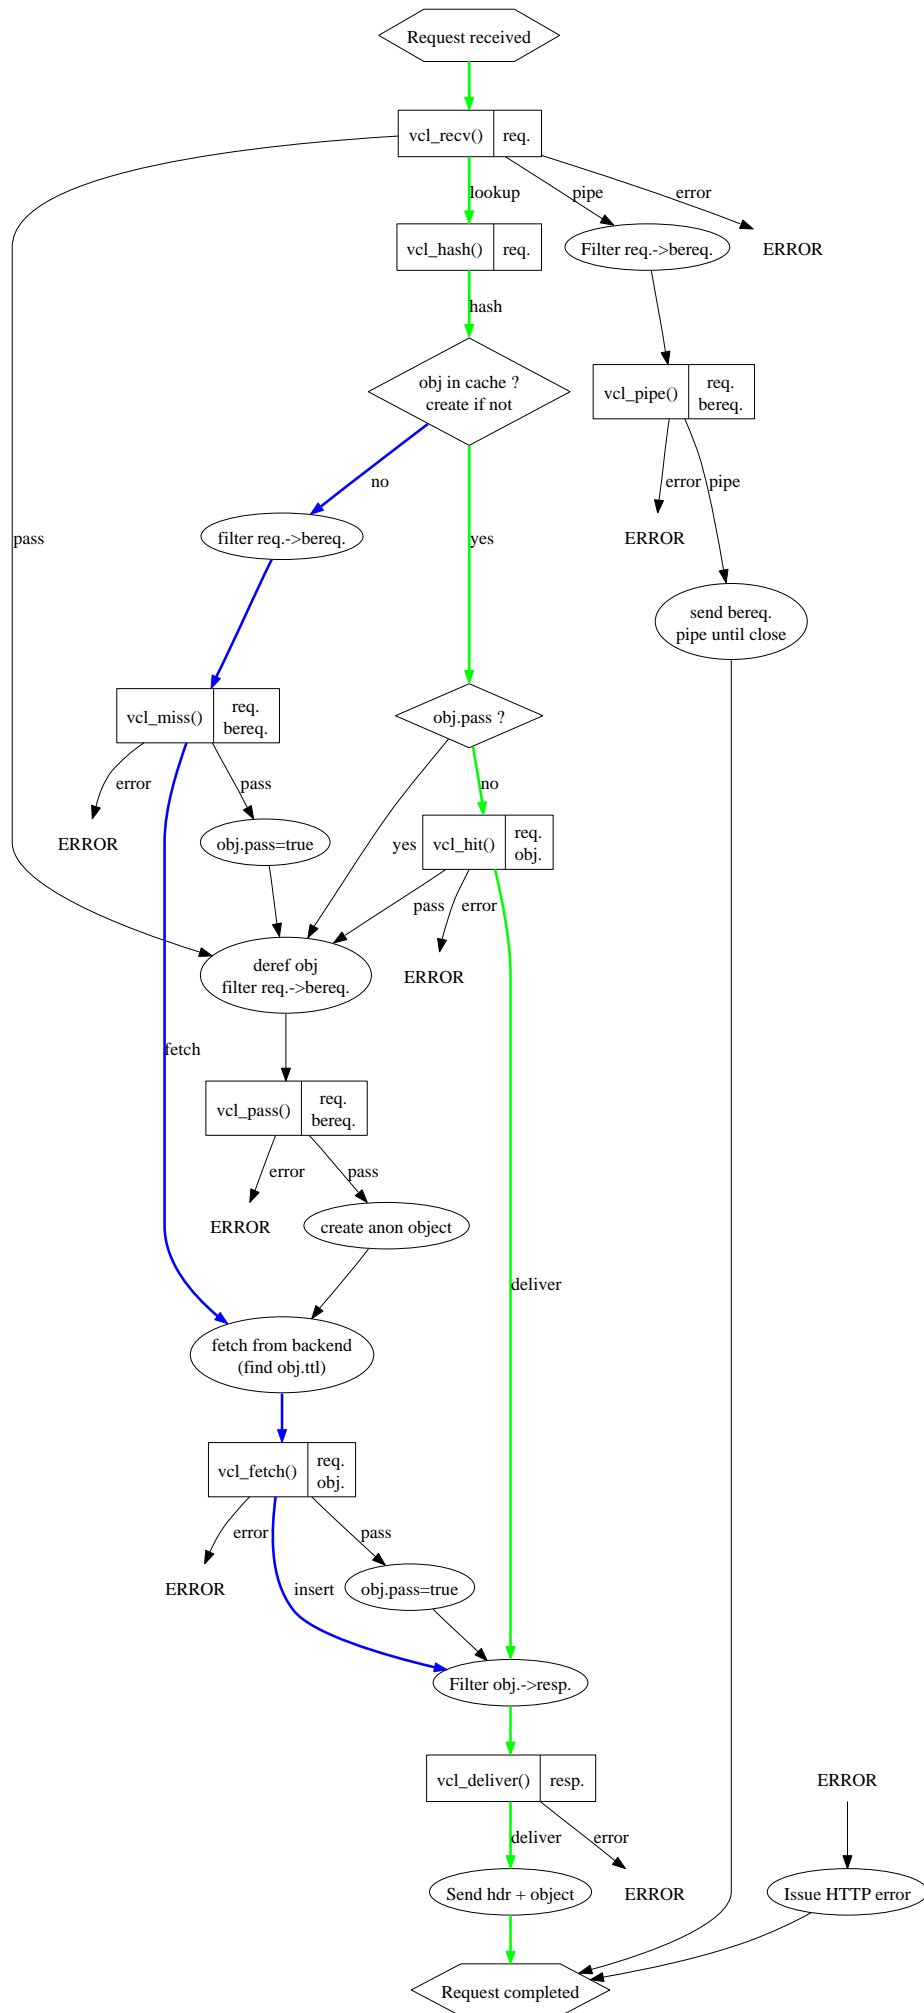 Request received
vcl_recv()
req.
lookup
pipe
error
vcl_hash()
req.
Filter req.->bereq.
ERROR
hash
obj in cache ?
create if not
vcl_pipe()
req.
bereq.
no
error
pipe
pass
filter req.->bereq.
yes
ERROR
send bereq.
pipe until close
vcl_miss()
req.
bereq.
obj.pass ?
error
pass
no
ERROR
obj.pass=true
yes
vcl_hit()
req.
obj.
pass
error
deref obj
filter req.->bereq.
ERROR
fetch
vcl_pass()
req.
bereq.
error
pass
ERROR
create anon object
deliver
fetch from backend
(find obj.ttl)
vcl_fetch()
req.
obj.
error
pass
ERROR
insert
obj.pass=true
Filter obj.->resp.
vcl_deliver()
resp.
ERROR
deliver
error
Send hdr + object
ERROR
Issue HTTP error
Request completed